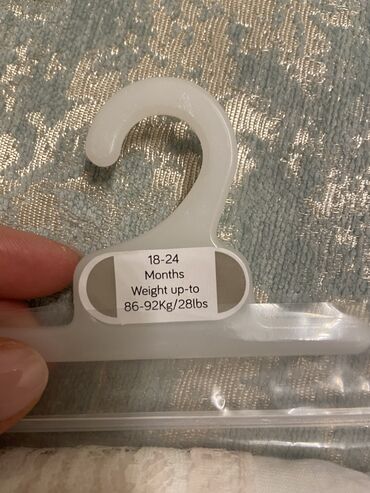 18-24
Months
Weight up-to
86-92Kg/28lbs